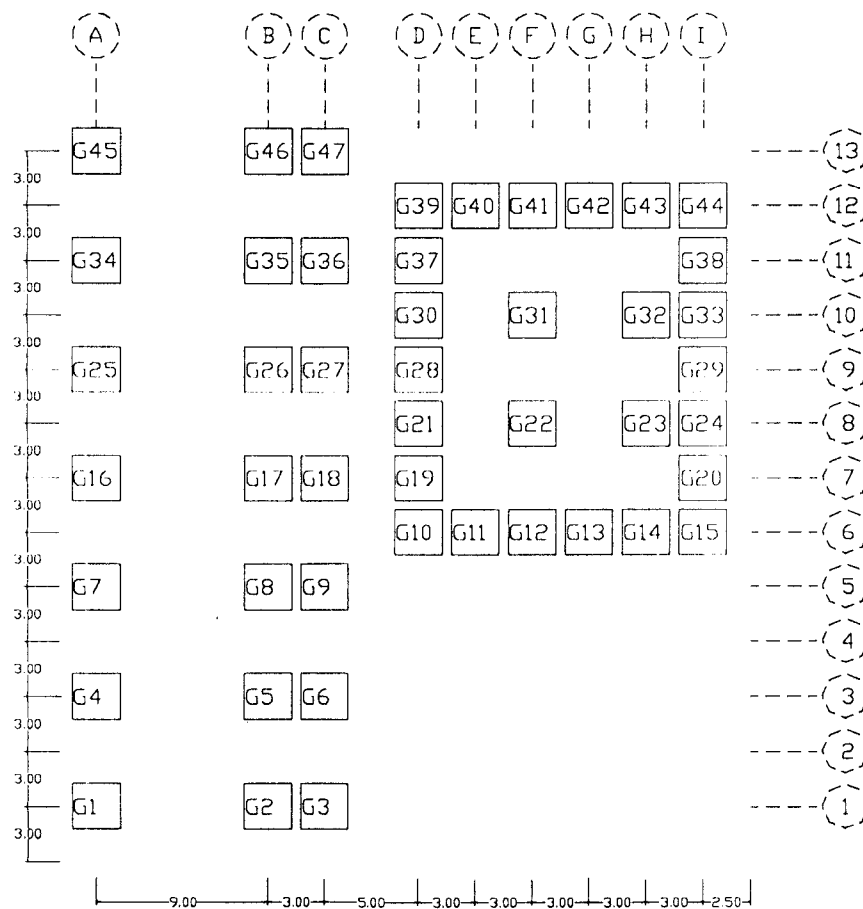 A B C D E F G H I
G45 G46 G47 13
3.00
G39 G40 G41 G42 G43 G44 12
3.00
G34 G35 G36 G37 G38 11
3.00
G30 G31 G32 G33 10
3.00
G25 G26 G27 G28 G29 9
3.00
G21 G22 G23 G24 8
3.00
G16 G17 G18 G19 G20 7
3.00
G10 G11 G12 G13 G14 G15 6
3.00
G7 G8 G9 5
3.00
4
3.00
G4 G5 G6 3
3.00
2
3.00
G1 G2 G3 1
3.00
9.00 3.00 5.00 3.00 3.00 3.00 3.00 3.00 2.50